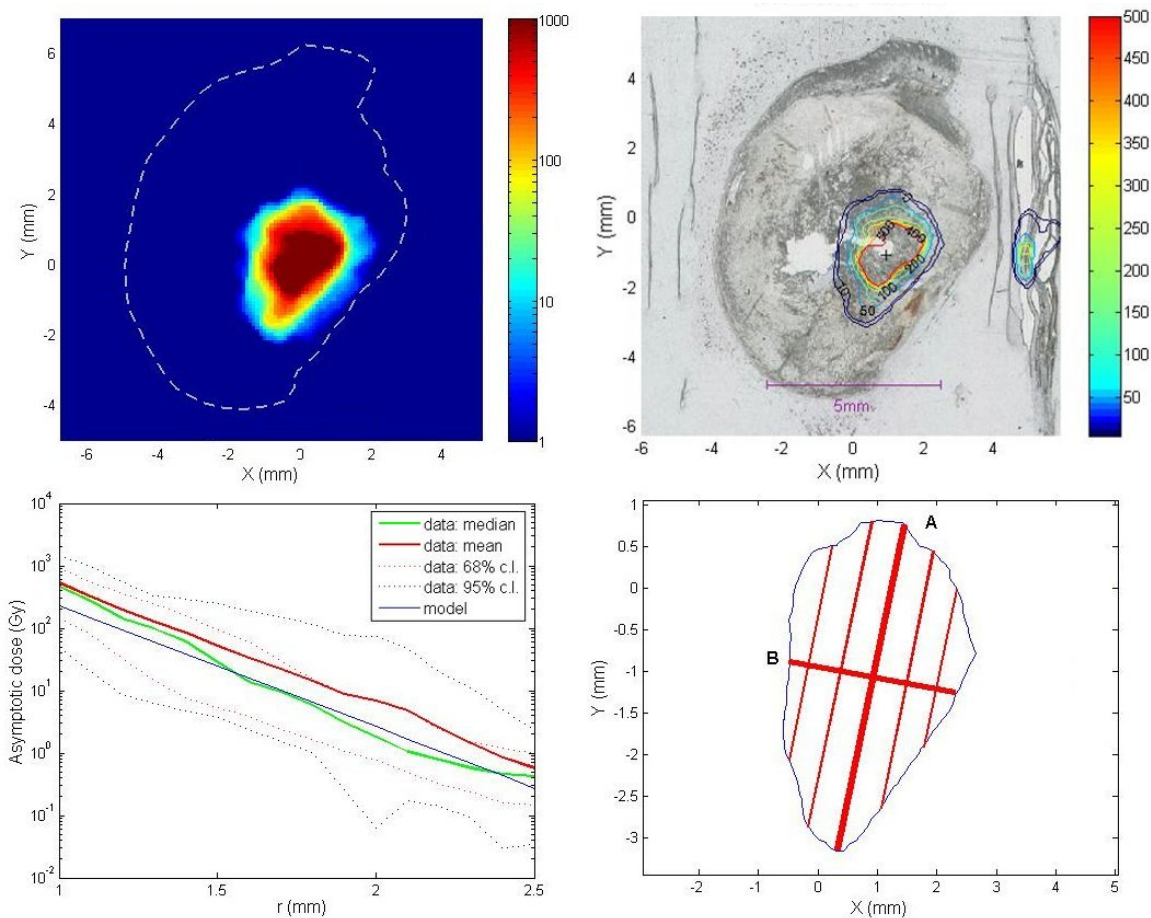 6
4
2
0
-2
-4
Y (mm)
-6 -4 -2 0 2 4
X (mm)
1000
100
10
1
4
2
0
-2
-4
-6
Y (mm)
-6 -4 -2 0 2 4
X (mm)
500 400
200
100
10
50
5mm
500
450
400
350
300
250
200
150
100
50
10^4
10^3
10^2
10^1
10^0
10^-1
10^-2
Asymptotic dose (Gy)
1 1.5 2 2.5
r (mm)
data: median
data: mean
data: 68% c.l.
data: 95% c.l.
model
1
0.5
0
-0.5
-1
-1.5
-2
-2.5
-3
Y (mm)
A
B
-2 -1 0 1 2 3 4 5
X (mm)